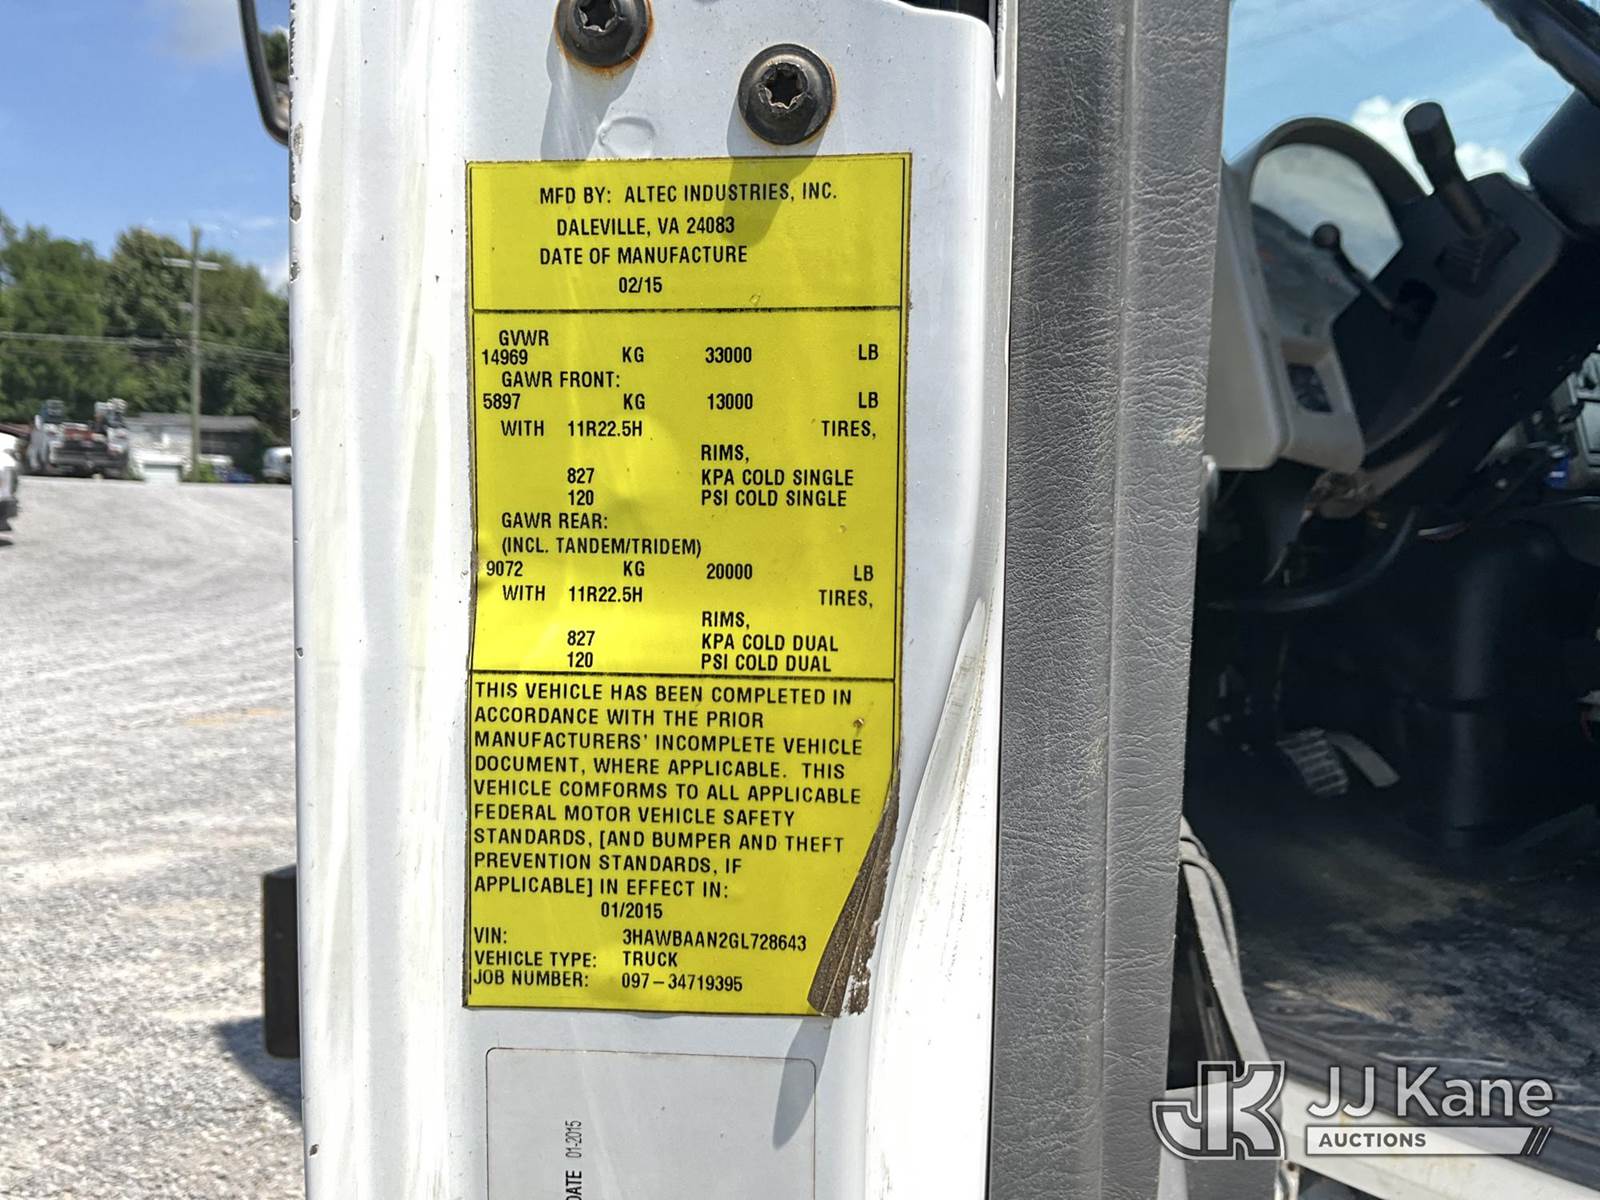 MFD BY: ALTEC INDUSTRIES, INC.
DALEVILLE, VA 24083
DATE OF MANUFACTURE
02/15
GVWR
14969 KG 33000 LB
GAWR FRONT:
5897 KG 13000 LB
WITH 11R22.5H TIRES,
RIMS,
827 KPA COLD SINGLE
120 PSI COLD SINGLE
GAWR REAR:
(INCL. TANDEM/TRIDEM)
9072 KG 20000 LB
WITH 11R22.5H TIRES,
RIMS,
827 KPA COLD DUAL
120 PSI COLD DUAL
THIS VEHICLE HAS BEEN COMPLETED IN
ACCORDANCE WITH THE PRIOR
MANUFACTURERS' INCOMPLETE VEHICLE
DOCUMENT, WHERE APPLICABLE. THIS
VEHICLE COMFORMS TO ALL APPLICABLE
FEDERAL MOTOR VEHICLE SAFETY
STANDARDS, [AND BUMPER AND THEFT
PREVENTION STANDARDS, IF
APPLICABLE] IN EFFECT IN:
01/2015
VIN: 3HAWBAAN2GL728643
VEHICLE TYPE: TRUCK
JOB NUMBER: 097-34719395
DATE 01-2015
JK JJ Kane
AUCTIONS